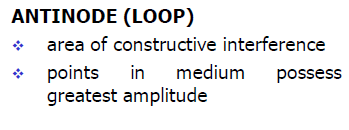 ANTINODE (LOOP)
❖ area of constructive interference
❖ points in medium possess
greatest amplitude